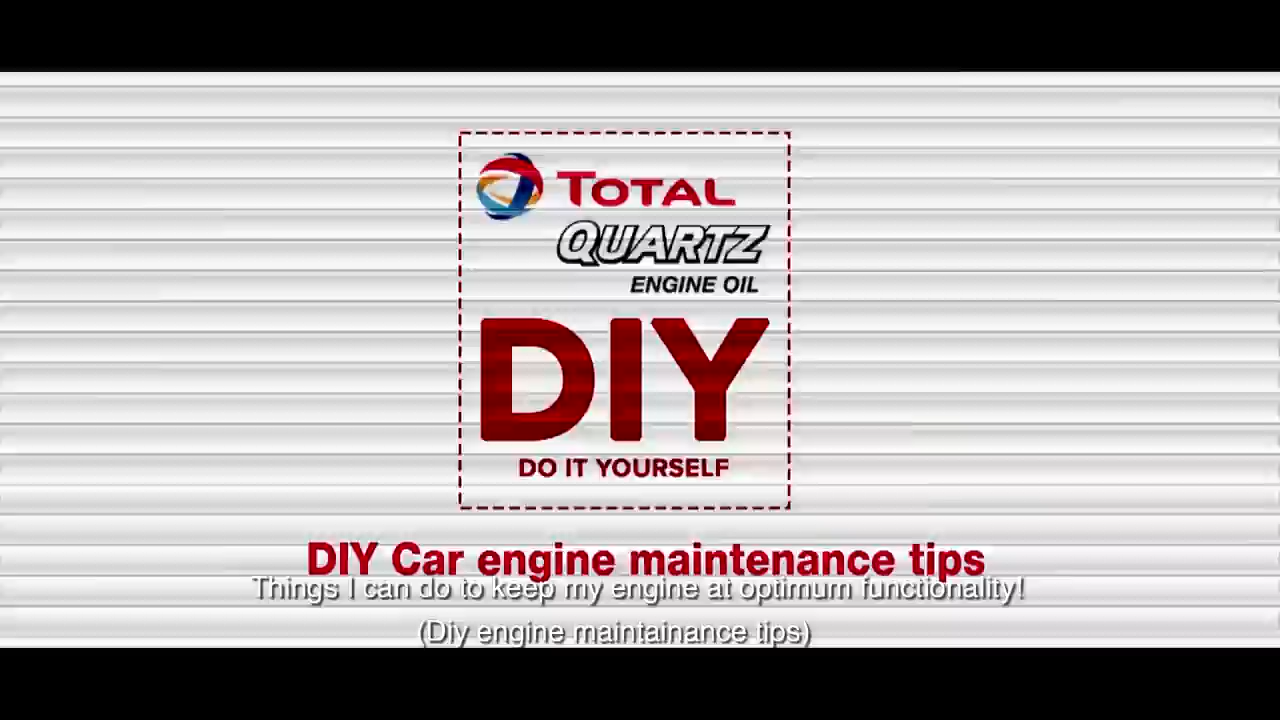 TOTAL
QUARTZ
ENGINE OIL
DIY
DO IT YOURSELF
DIY Car engine maintenance tips
Things I can do to keep my engine at optimum functionality!
(Diy engine maintainance tips)